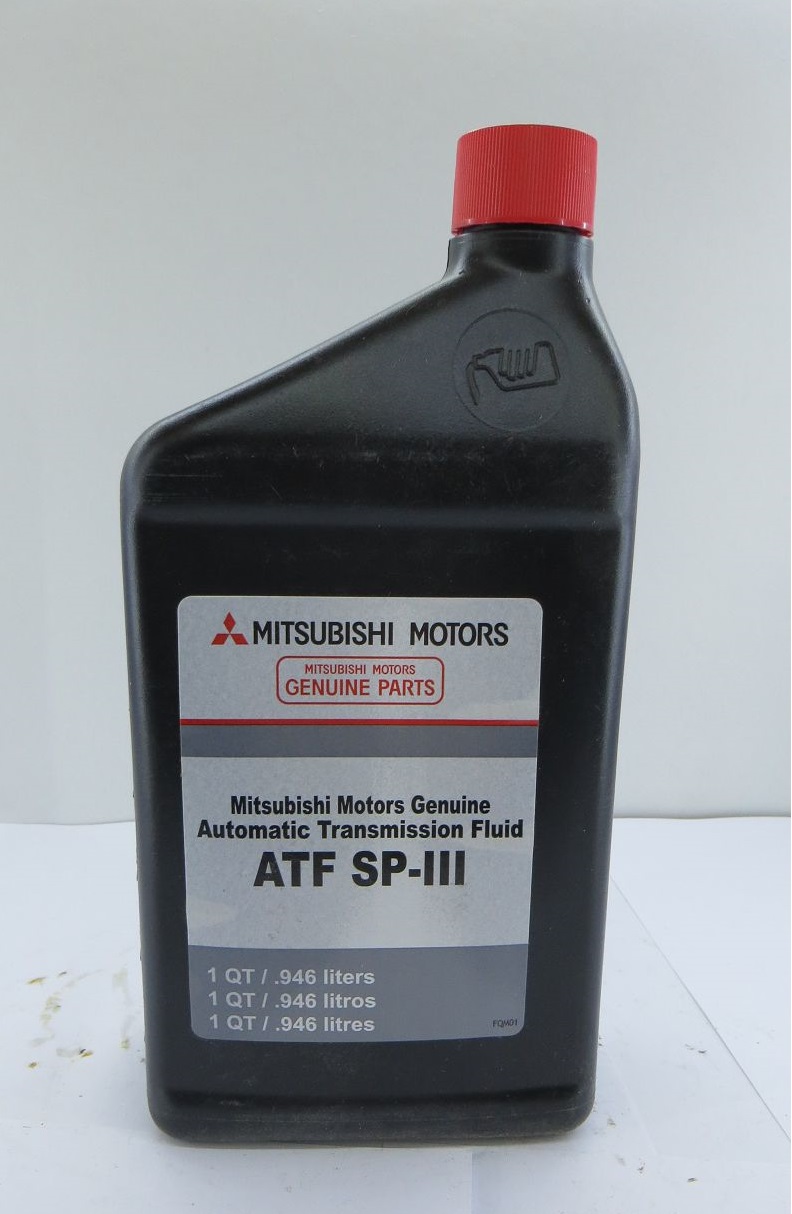 MITSUBISHI MOTORS
MITSUBISHI MOTORS
GENUINE PARTS
Mitsubishi Motors Genuine
Automatic Transmission Fluid
ATF SP-III
1 QT / .946 liters
1 QT / .946 litros
1 QT / .946 litres
FQM01